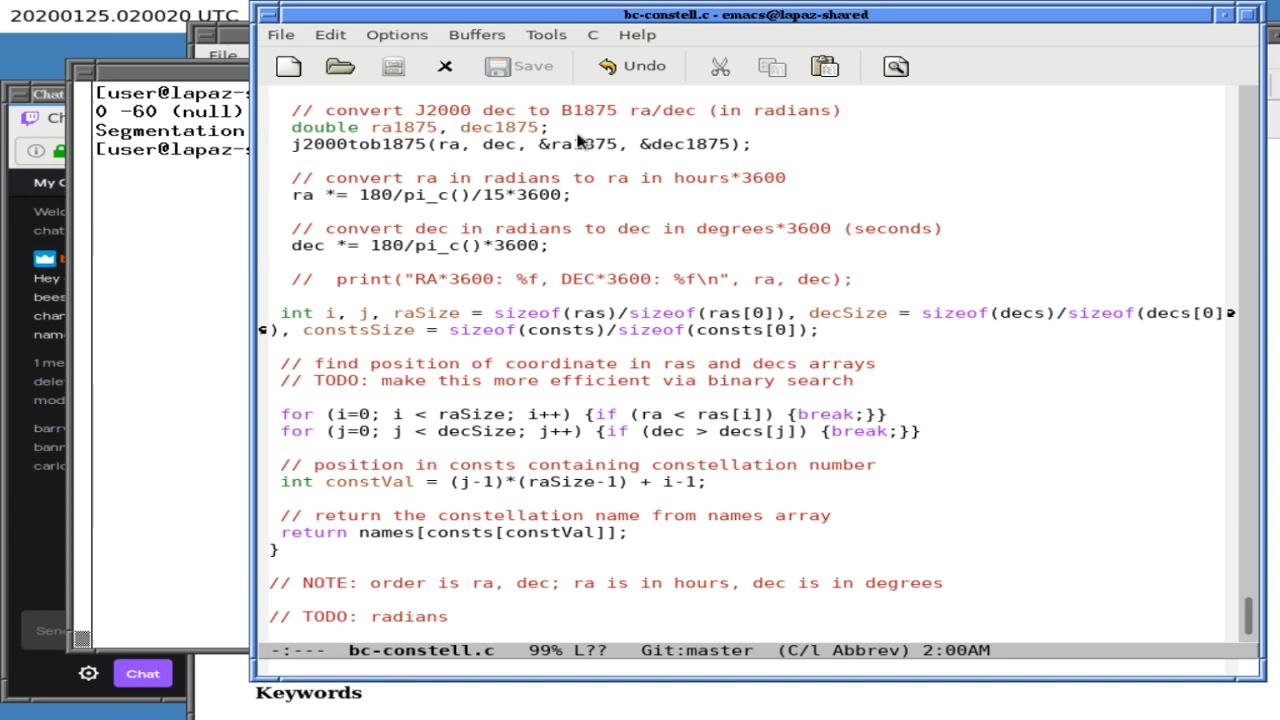 20200125.020020 UTC
bc-constell.c - emacs@lapaz-shared
File Edit Options Buffers Tools C Help
Save Undo
// convert J2000 dec to B1875 ra/dec (in radians)
double ra1875, dec1875;
j2000tob1875(ra, dec, &ra1875, &dec1875);
// convert ra in radians to ra in hours*3600
ra *= 180/pi_c()/15*3600;
// convert dec in radians to dec in degrees*3600 (seconds)
dec *= 180/pi_c()*3600;
//  print("RA*3600: %f, DEC*3600: %f\n", ra, dec);
int i, j, raSize = sizeof(ras)/sizeof(ras[0]), decSize = sizeof(decs)/sizeof(decs[0]
), constsSize = sizeof(consts)/sizeof(consts[0]);
// find position of coordinate in ras and decs arrays
// TODO: make this more efficient via binary search
for (i=0; i < raSize; i++) {if (ra < ras[i]) {break;}}
for (j=0; j < decSize; j++) {if (dec > decs[j]) {break;}}
// position in consts containing constellation number
int constVal = (j-1)*(raSize-1) + i-1;
// return the constellation name from names array
return names[consts[constVal]];
}
// NOTE: order is ra, dec; ra is in hours, dec is in degrees
// TODO: radians
-:---  bc-constell.c   99% L??   Git:master  (C/l Abbrev) 2:00AM
Keywords
File
[user@lapaz-s
0 -60 (null)
Segmentation
[user@lapaz-s
Chat
Ch
My C
Welc
chat
Hey
bees
chan
nam
1 me
dele
mod
barr
bann
carlo
Send
Chat